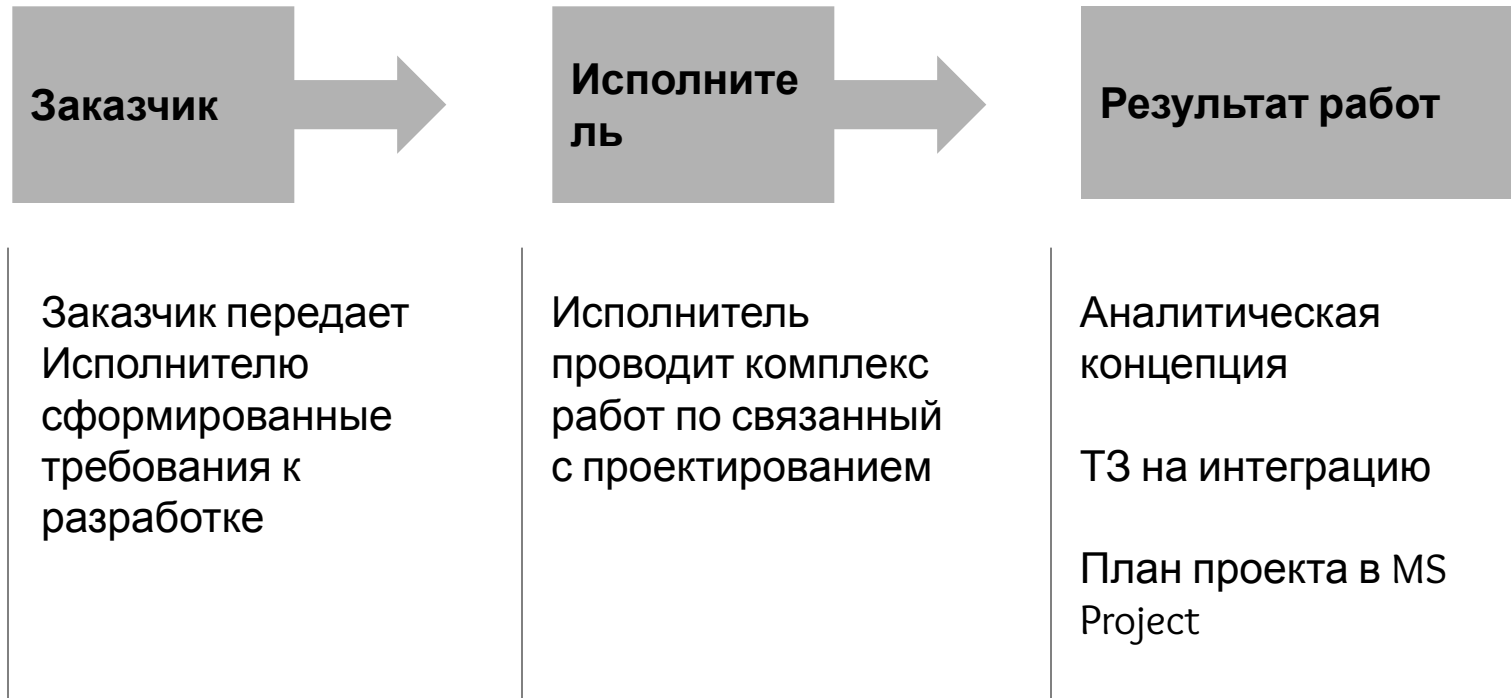 Заказчик
Исполните
ль
Результат работ
Заказчик передает
Исполнителю
сформированные
требования к
разработке
Исполнитель
проводит комплекс
работ по связанный
с проектированием
Аналитическая
концепция
ТЗ на интеграцию
План проекта в MS
Project